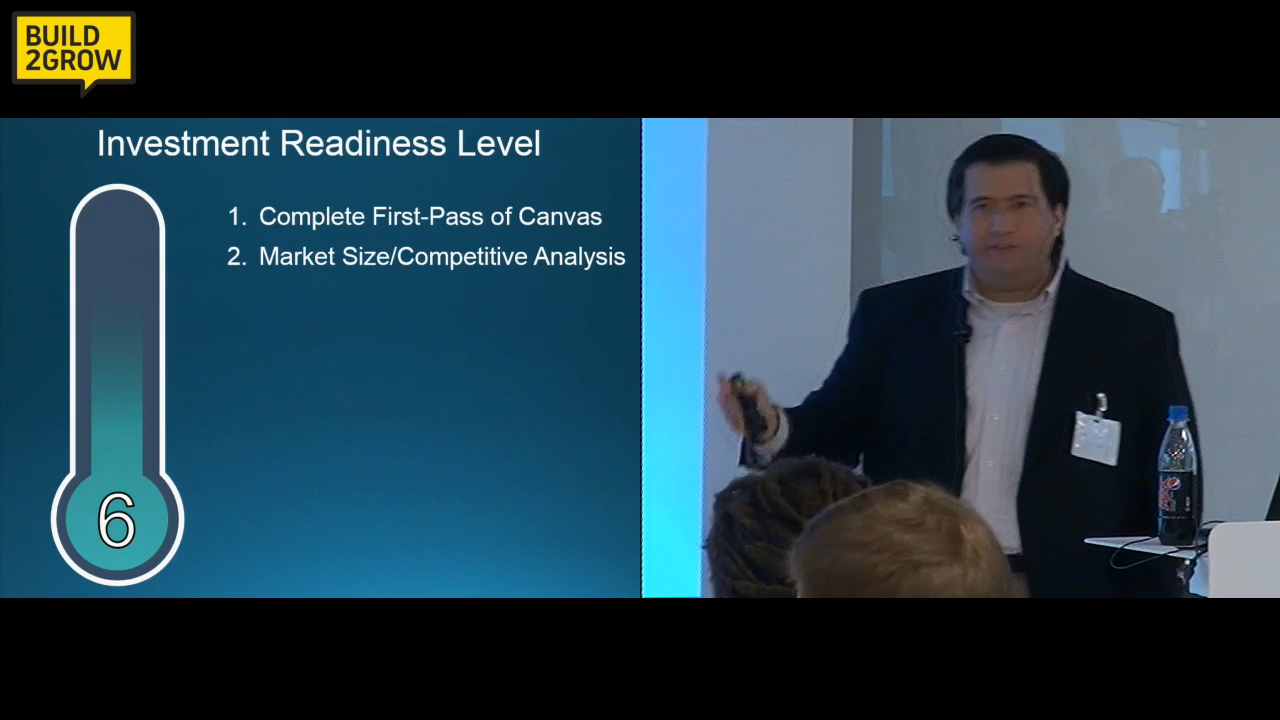 BUILD
2GROW
Investment Readiness Level
1. Complete First-Pass of Canvas
2. Market Size/Competitive Analysis
6